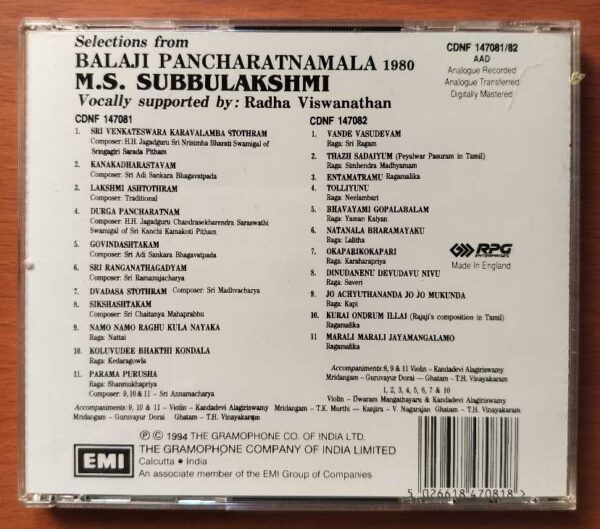 Selections from
BALAJI PANCHARATNAMALA 1980
M.S. SUBBULAKSHMI
Vocally supported by: Radha Viswanathan
CDNF 147081/82
AAD
Analogue Recorded
Analogue Transferred
Digitally Mastered
CDNF 147081
1. SRI VENKATESWARA KARAVALAMBA STOTHRAM
Composer: H.H. Jagadguru Sri Nrisimha Bharati Swamigal of
Sringagiri Sarada Pitham
2. KANAKADHARASTAVAM
Composer: Sri Adi Sankara Bhagavatpada
3. LAKSHMI ASHTOTHRAM
Composer: Traditional
4. DURGA PANCHARATNAM
Composer: H.H. Jagadguru Chandrasekharendra Saraswathi
Swamigal of Sri Kanchi Kamakoti Pitham
5. GOVINDASHTAKAM
Composer: Sri Adi Sankara Bhagavatpada
6. SRI RANGANATHAGADYAM
Composer: Sri Ramanujacharya
7. DVADASA STOTHRAM Composer: Sri Madhvacharya
8. SIKSHASHTAKAM
Composer: Sri Chaitanya Mahaprabhu
9. NAMO NAMO RAGHU KULA NAYAKA
Raga: Nattai
10. KOLUVUDEE BHAKTHI KONDALA
Raga: Kedaragowla
11. PARAMA PURUSHA
Raga: Shanmukhapriya
Composer: 9, 10 & 11 - Sri Annamacharya
Accompaniments: 9, 10 & 11 - Violin - Kandadevi Alagiriswamy Mridangam - T.K. Murthi — Kanjira - V. Nagarajan Ghatam - T.H. Vinayakaram
Mridangam - Guruvayur Dorai - Ghatam - T.H. Vinayakaram
CDNF 147082
1. VANDE VASUDEVAM
Raga: Sri Ragam
2. THAZH SADAIYUM (Peyalwar Pasuram in Tamil)
Raga: Simhendra Madhyamam
3. ENTAMATRAMU Ragamalika
4. TOLLIYUNU
Raga: Neelambari
5. BHAVAYAMI GOPALABALAM
Raga: Yaman Kalyan
6. NATANALA BHARAMAYAKU
Raga: Lalitha
7. OKAPARIKOKAPARI
Raga: Karaharapriya
8. DINUDANENU DEVUDAVU NIVU
Raga: Saveri
9. JO ACHYUTHANANDA JO JO MUKUNDA
Raga: Kapi
10. KURAI ONDRUM ILLAI (Rajaji's composition in Tamil)
Ragamalika
11 MARALI MARALI JAYAMANGALAMO
Ragamalika
Accompaniments: 8, 9 & 11 Violin - Kandadevi Alagiriswamy
Mridangam - Guruvayur Dorai — Ghatam - T.H. Vinayakaram
1, 2, 3, 4, 5, 6, 7 & 10
Violin - Dwaram Mangathayaru & Kandadevi Alagiriswamy
RPG
ENTERPRISES
Made In England
EMI
Ⓟ © 1994 THE GRAMOPHONE CO. OF INDIA LTD.
THE GRAMOPHONE COMPANY OF INDIA LIMITED
Calcutta • India
An associate member of the EMI Group of Companies
5 026618 470818 >